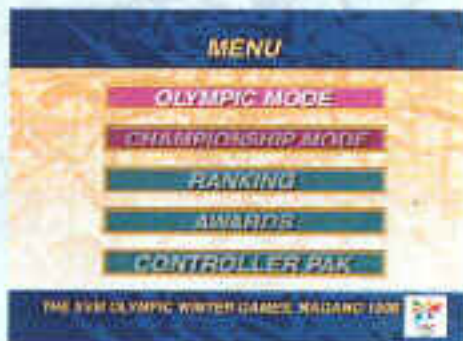 MENU
OLYMPIC MODE
CHAMPIONSHIP MODE
RANKING
AWARDS
CONTROLLER PAK
THE XVIII OLYMPIC WINTER GAMES, NAGANO 1998